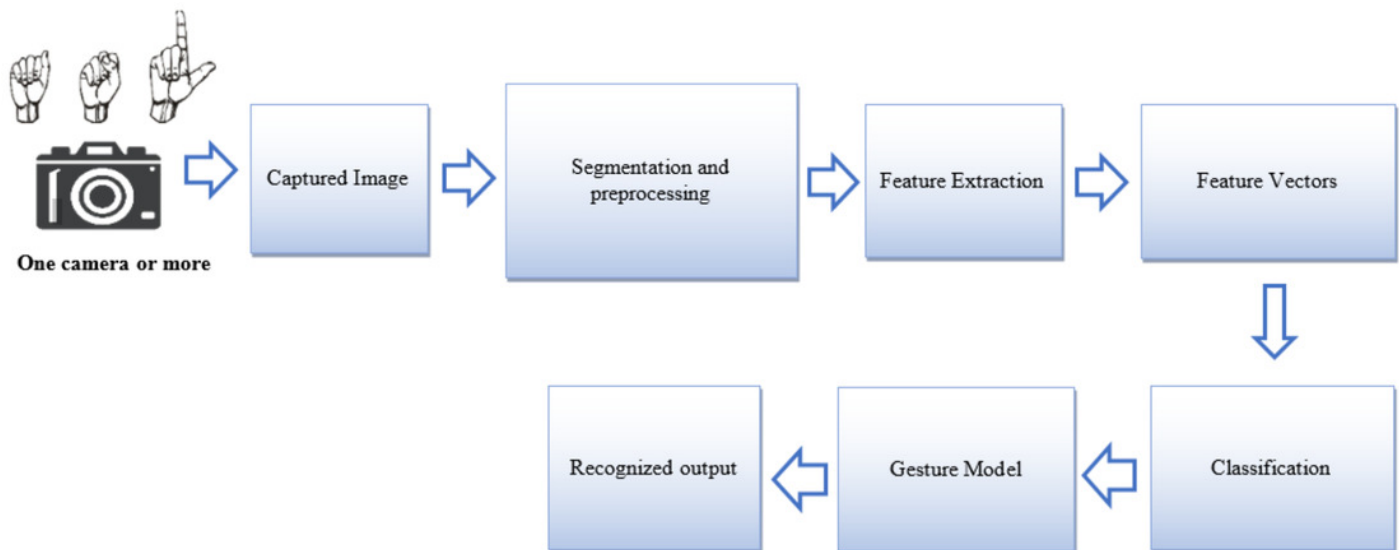 One camera or more
Captured Image
Segmentation and
preprocessing
Feature Extraction
Feature Vectors
Classification
Gesture Model
Recognized output